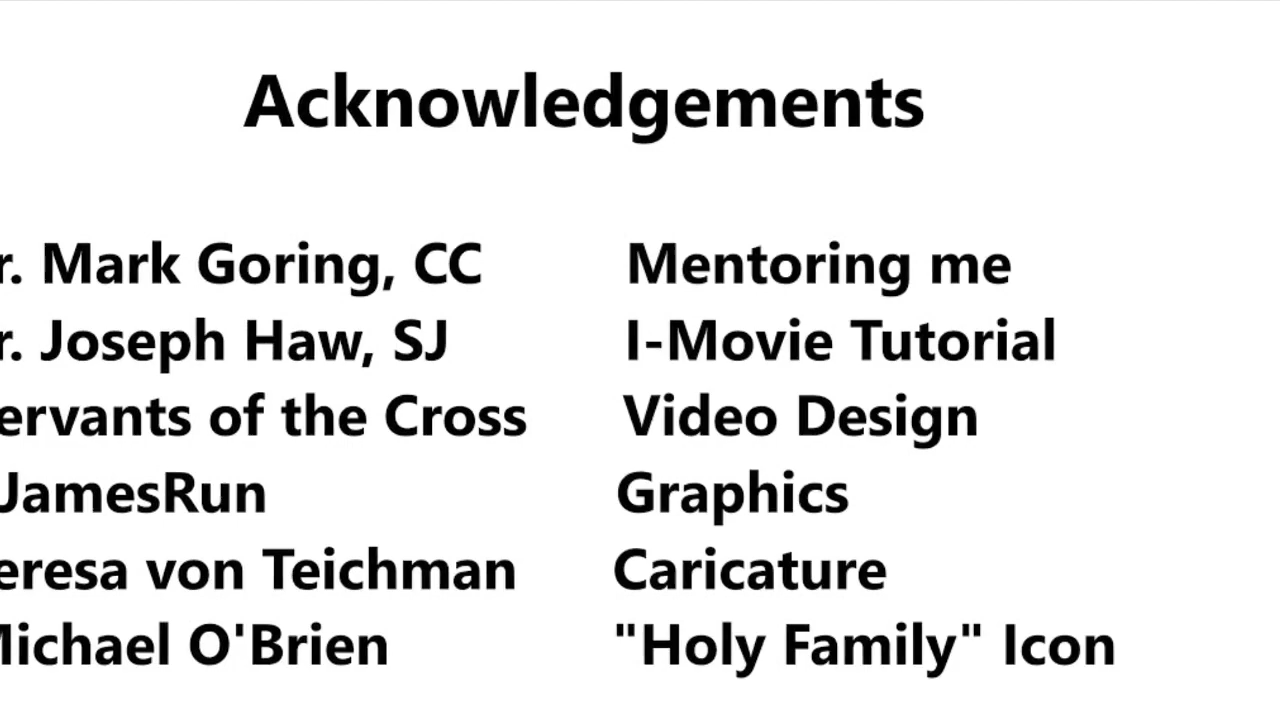 Acknowledgements
r. Mark Goring, CC Mentoring me
r. Joseph Haw, SJ I-Movie Tutorial
ervants of the Cross Video Design
JamesRun Graphics
eresa von Teichman Caricature
Michael O'Brien "Holy Family" Icon